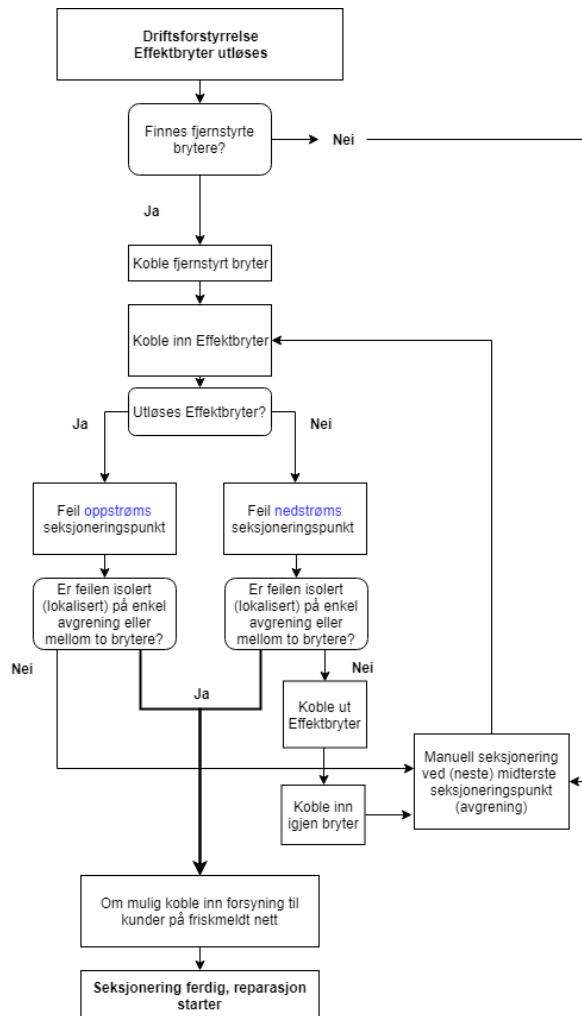 Driftsforstyrrelse
Effektbryter utløses
Finnes fjernstyrte
brytere?
Nei
Ja
Koble fjernstyrt bryter
Koble inn Effektbryter
Utløses Effektbryter?
Ja
Nei
Feil oppstrøms
seksjoneringspunkt
Feil nedstrøms
seksjoneringspunkt
Er feilen isolert
(lokalisert) på enkel
avgrening eller
mellom to brytere?
Er feilen isolert
(lokalisert) på enkel
avgrening eller
mellom to brytere?
Nei
Ja
Nei
Koble ut
Effektbryter
Manuell seksjonering
ved (neste) midterste
seksjoneringspunkt
(avgrening)
Koble inn
igjen bryter
Om mulig koble inn forsyning til
kunder på friskmeldt nett
Seksjonering ferdig, reparasjon
starter